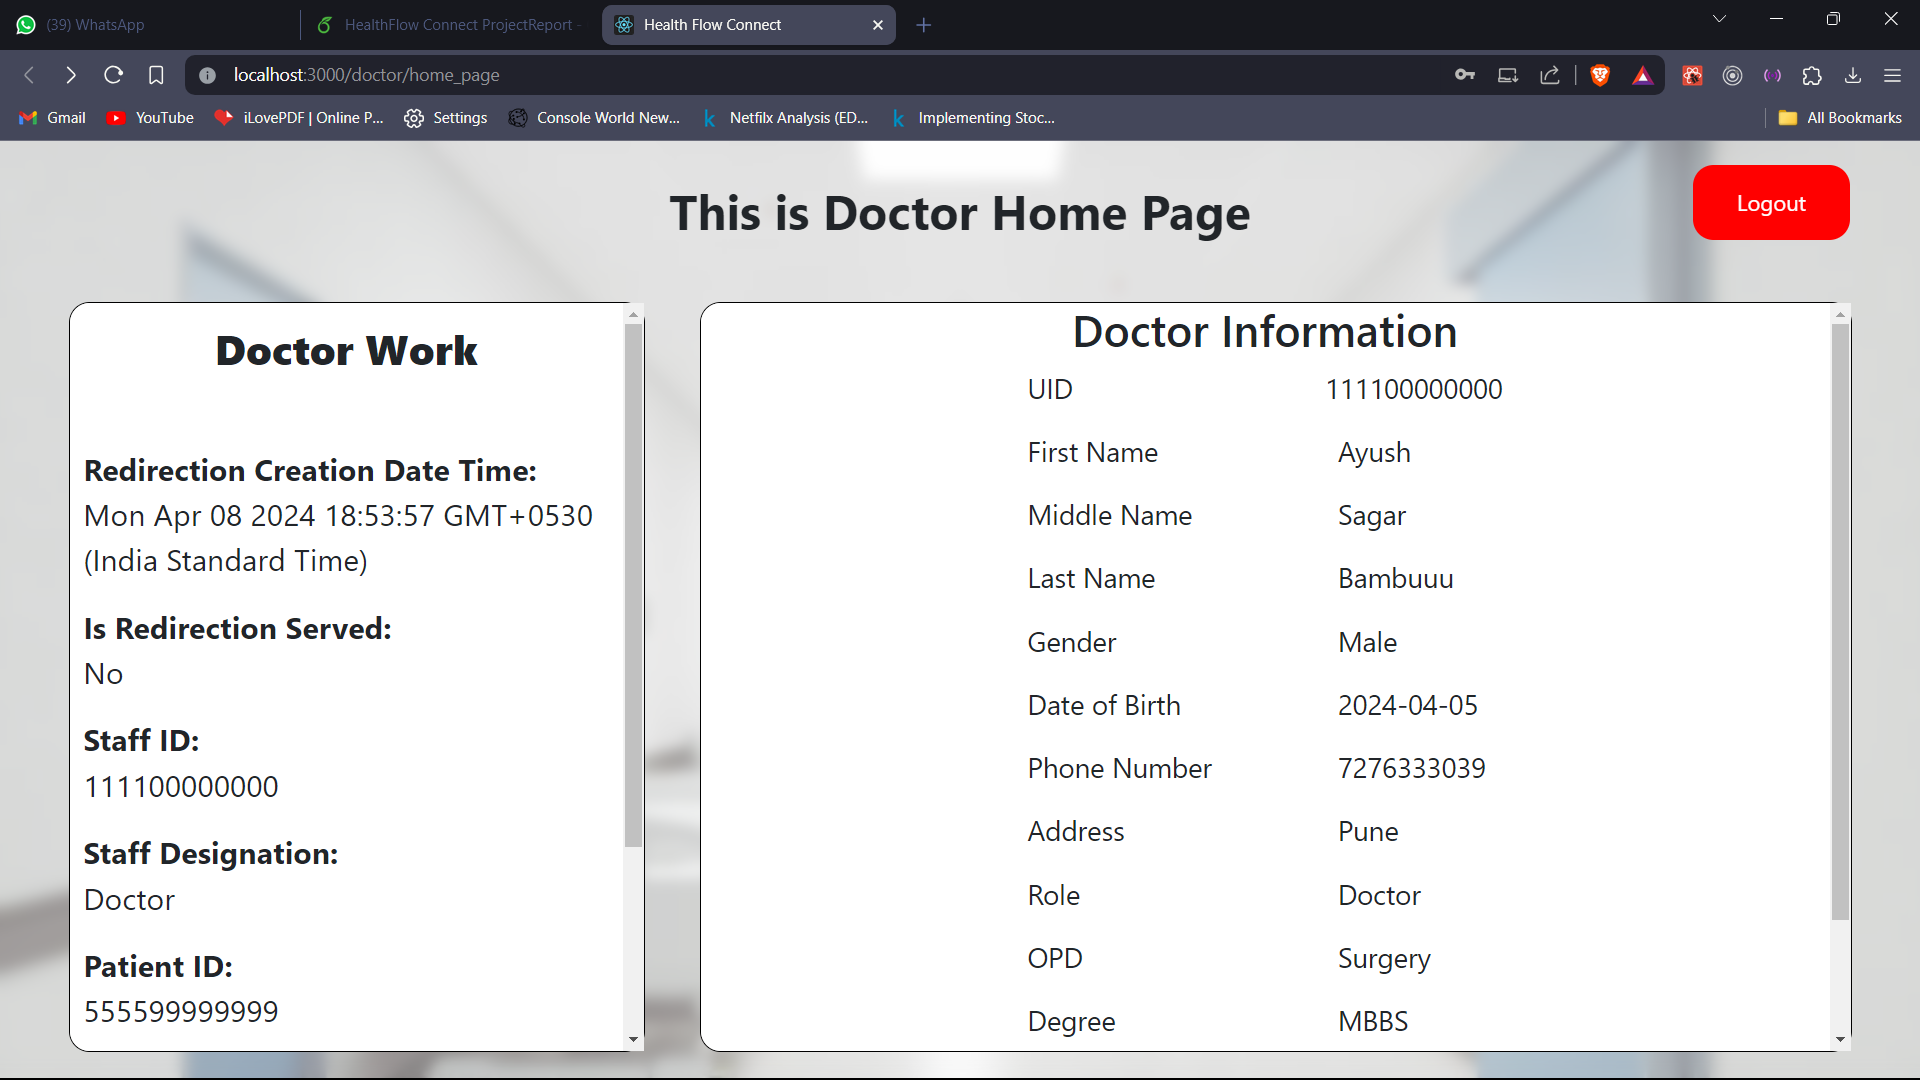 (39) WhatsApp
HealthFlow Connect ProjectReport -
Health Flow Connect
localhost:3000/doctor/home_page
Gmail
YouTube
iLovePDF | Online P...
Settings
Console World New...
Netfilx Analysis (ED...
Implementing Stoc...
All Bookmarks
This is Doctor Home Page
Logout
Doctor Work
Redirection Creation Date Time:
Mon Apr 08 2024 18:53:57 GMT+0530
(India Standard Time)
Is Redirection Served:
No
Staff ID:
111100000000
Staff Designation:
Doctor
Patient ID:
555599999999
Doctor Information
UID 111100000000
First Name Ayush
Middle Name Sagar
Last Name Bambuuu
Gender Male
Date of Birth 2024-04-05
Phone Number 7276333039
Address Pune
Role Doctor
OPD Surgery
Degree MBBS